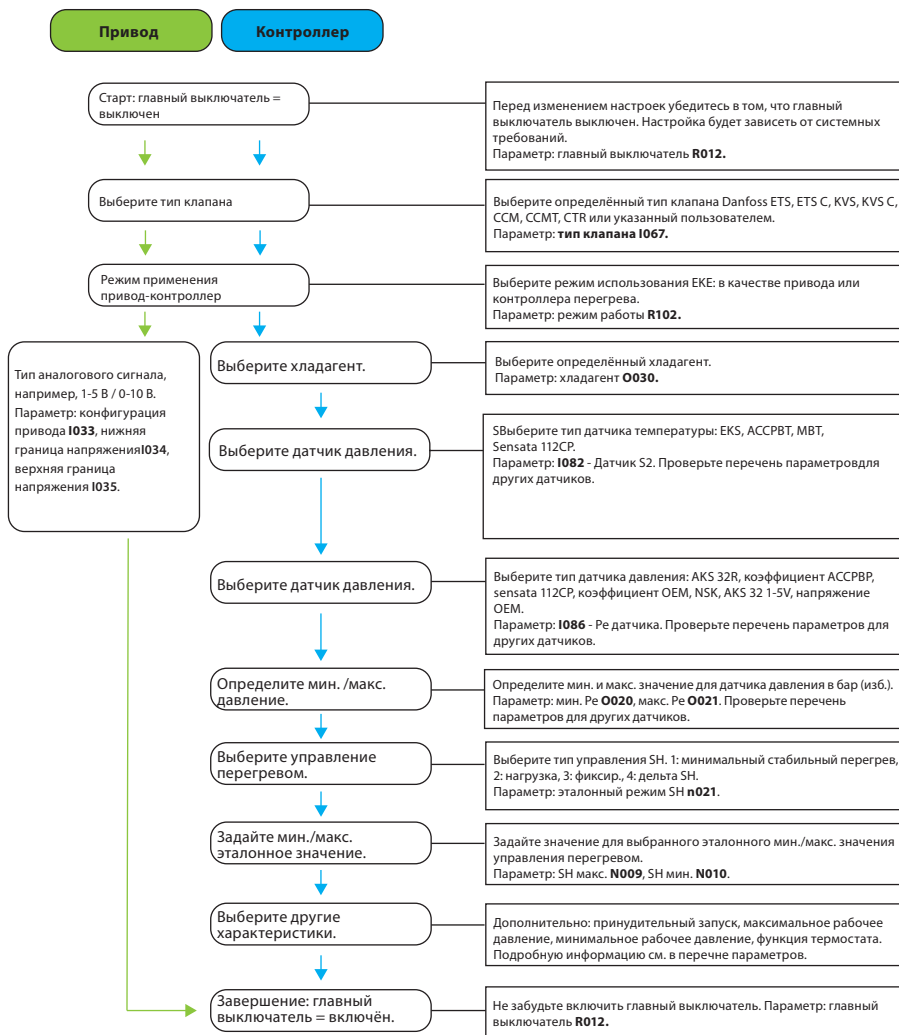 Привод
Контроллер
Старт: главный выключатель =
выключен
Перед изменением настроек убедитесь в том, что главный
выключатель выключен. Настройка будет зависеть от системных
требований.
Параметр: главный выключатель R012.
Выберите тип клапана
Выберите определённый тип клапана Danfoss ETS, ETS C, KVS, KVS C,
CCM, CCMT, CTR или указанный пользователем.
Параметр: тип клапана I067.
Режим применения
привод-контроллер
Выберите режим использования EKE: в качестве привода или
контроллера перегрева.
Параметр: режим работы R102.
Тип аналогового сигнала,
например, 1-5 В / 0-10 В.
Параметр: конфигурация
привода I033, нижняя
граница напряженияI034,
верхняя граница
напряжения I035.
Выберите хладагент.
Выберите определённый хладагент.
Параметр: хладагент O030.
Выберите датчик давления.
SВыберите тип датчика температуры: EKS, ACCPBT, MBT,
Sensata 112CP.
Параметр: I082 - Датчик S2. Проверьте перечень параметровдля
других датчиков.
Выберите датчик давления.
Выберите тип датчика давления: AKS 32R, коэффициент ACCPBP,
sensata 112CP, коэффициент OEM, NSK, AKS 32 1-5V, напряжение
OEM.
Параметр: I086 - Ре датчика. Проверьте перечень параметров для
других датчиков.
Определите мин. /макс.
давление.
Определите мин. и макс. значение для датчика давления в бар (изб.).
Параметр: мин. Ре O020, макс. Ре O021. Проверьте перечень
параметров для других датчиков.
Выберите управление
перегревом.
Выберите тип управления SH. 1: минимальный стабильный перегрев,
2: нагрузка, 3: фиксир., 4: дельта SH.
Параметр: эталонный режим SH n021.
Задайте мин./макс.
эталонное значение.
Задайте значение для выбранного эталонного мин./макс. значения
управления перегревом.
Параметр: SH макс. N009, SH мин. N010.
Выберите другие
характеристики.
Дополнительно: принудительный запуск, максимальное рабочее
давление, минимальное рабочее давление, функция термостата.
Подробную информацию см. в перечне параметров.
Завершение: главный
выключатель = включён.
Не забудьте включить главный выключатель. Параметр: главный
выключатель R012.